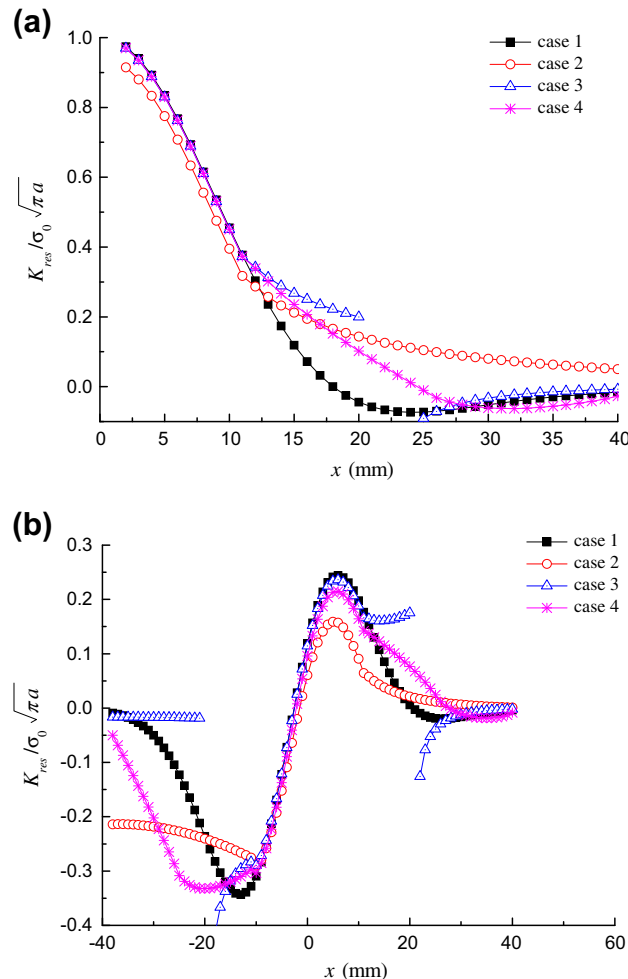 (a)
1.0
0.8
0.6
0.4
0.2
0.0
K_res/σ₀√πa
case 1
case 2
case 3
case 4
0 5 10 15 20 25 30 35 40
x (mm)
(b)
0.3
0.2
0.1
0.0
-0.1
-0.2
-0.3
-0.4
K_res/σ₀√πa
case 1
case 2
case 3
case 4
-40 -20 0 20 40 60
x (mm)